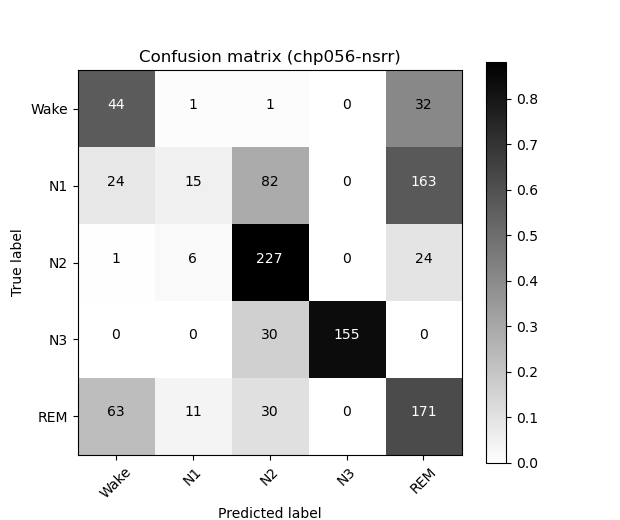 Confusion matrix (chp056-nsrr)
Wake 44 1 1 0 32
N1 24 15 82 0 163
N2 1 6 227 0 24
N3 0 0 30 155 0
REM 63 11 30 0 171
Wake N1 N2 N3 REM
Predicted label
True label
0.8
0.7
0.6
0.5
0.4
0.3
0.2
0.1
0.0